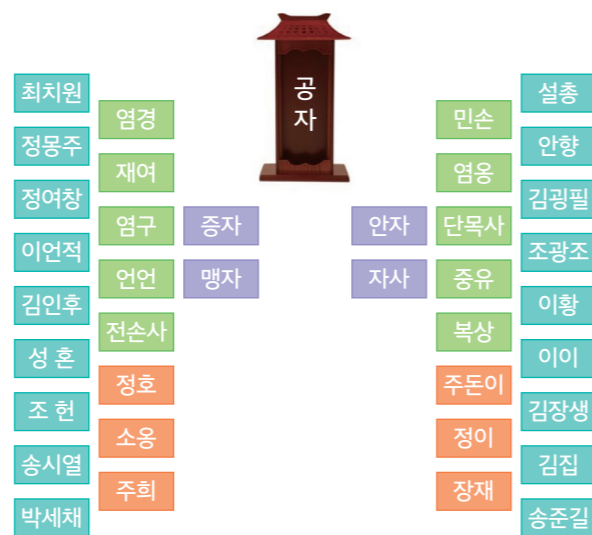 공자
최치원
정몽주
정여창
이언적
김인후
성 혼
조 헌
송시열
박세채
염경
재여
염구
언언
전손사
정호
소옹
주희
증자
맹자
안자
자사
민손
염옹
단목사
중유
복상
주돈이
정이
장재
설총
안향
김굉필
조광조
이황
이이
김장생
김집
송준길